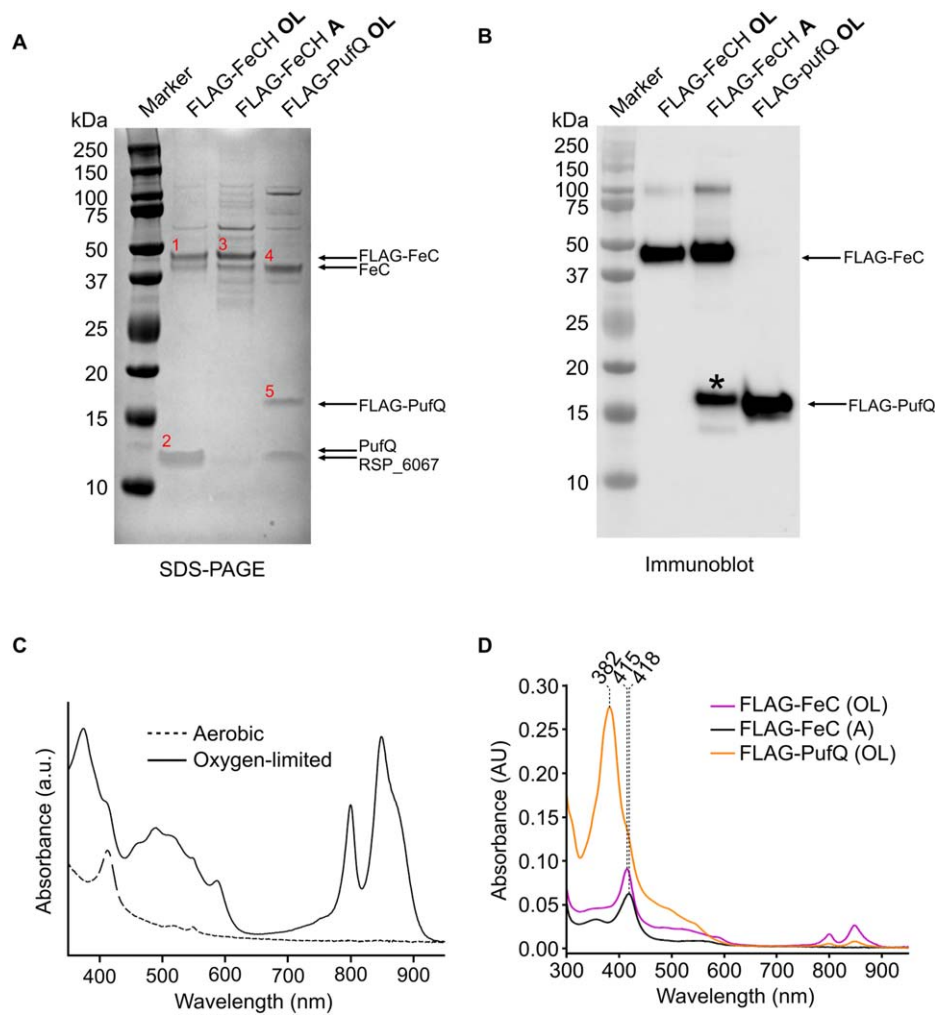 A
Marker
FLAG-FeCH OL
FLAG-FeCH A
FLAG-PufQ OL
kDa
250
150
100
75
50
37
25
20
15
10
1
3
4
5
2
FLAG-FeC
FeC
FLAG-PufQ
PufQ
RSP_6067
SDS-PAGE
B
Marker
FLAG-FeCH OL
FLAG-FeCH A
FLAG-pufQ OL
kDa
250
150
100
75
50
37
25
20
15
10
*
FLAG-FeC
FLAG-PufQ
Immunoblot
C
Absorbance (a.u.)
Aerobic
Oxygen-limited
400 500 600 700 800 900
Wavelength (nm)
D
382
415
418
Absorbance (AU)
0.30
0.25
0.20
0.15
0.10
0.05
0.00
FLAG-FeC (OL)
FLAG-FeC (A)
FLAG-PufQ (OL)
300 400 500 600 700 800 900
Wavelength (nm)